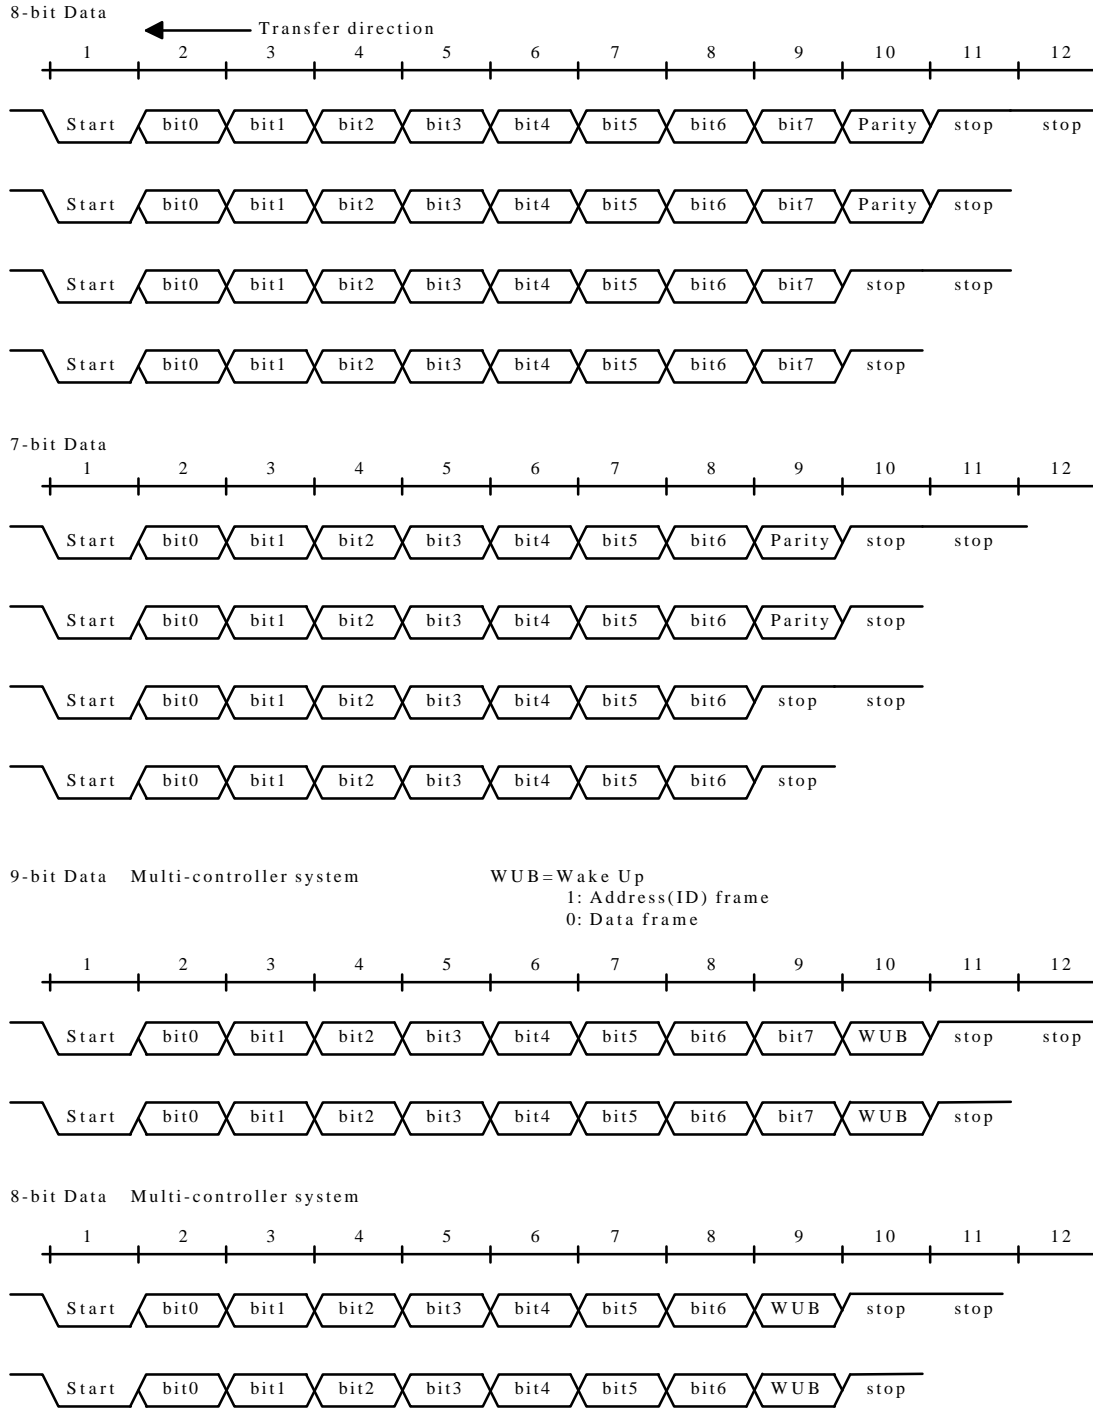 8-bit Data
Transfer direction
1 2 3 4 5 6 7 8 9 10 11 12
Start bit0 bit1 bit2 bit3 bit4 bit5 bit6 bit7 Parity stop stop
Start bit0 bit1 bit2 bit3 bit4 bit5 bit6 bit7 Parity stop
Start bit0 bit1 bit2 bit3 bit4 bit5 bit6 bit7 stop stop
Start bit0 bit1 bit2 bit3 bit4 bit5 bit6 bit7 stop
7-bit Data
1 2 3 4 5 6 7 8 9 10 11 12
Start bit0 bit1 bit2 bit3 bit4 bit5 bit6 Parity stop stop
Start bit0 bit1 bit2 bit3 bit4 bit5 bit6 Parity stop
Start bit0 bit1 bit2 bit3 bit4 bit5 bit6 stop stop
Start bit0 bit1 bit2 bit3 bit4 bit5 bit6 stop
9-bit Data Multi-controller system WUB=Wake Up
1: Address(ID) frame
0: Data frame
1 2 3 4 5 6 7 8 9 10 11 12
Start bit0 bit1 bit2 bit3 bit4 bit5 bit6 bit7 WUB stop stop
Start bit0 bit1 bit2 bit3 bit4 bit5 bit6 bit7 WUB stop
8-bit Data Multi-controller system
1 2 3 4 5 6 7 8 9 10 11 12
Start bit0 bit1 bit2 bit3 bit4 bit5 bit6 WUB stop stop
Start bit0 bit1 bit2 bit3 bit4 bit5 bit6 WUB stop